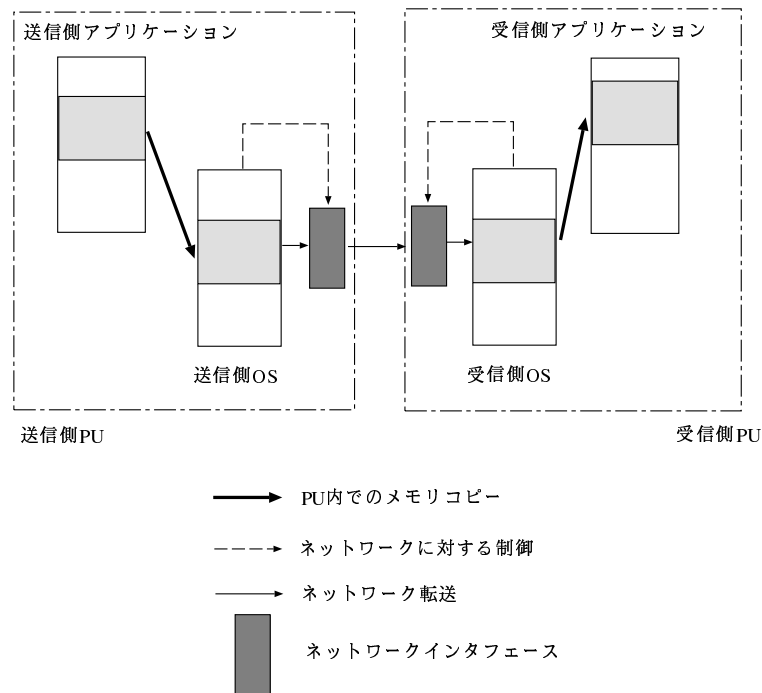 送信側アプリケーション
受信側アプリケーション
送信側OS
受信側OS
送信側PU
受信側PU
PU内でのメモリコピー
ネットワークに対する制御
ネットワーク転送
ネットワークインタフェース